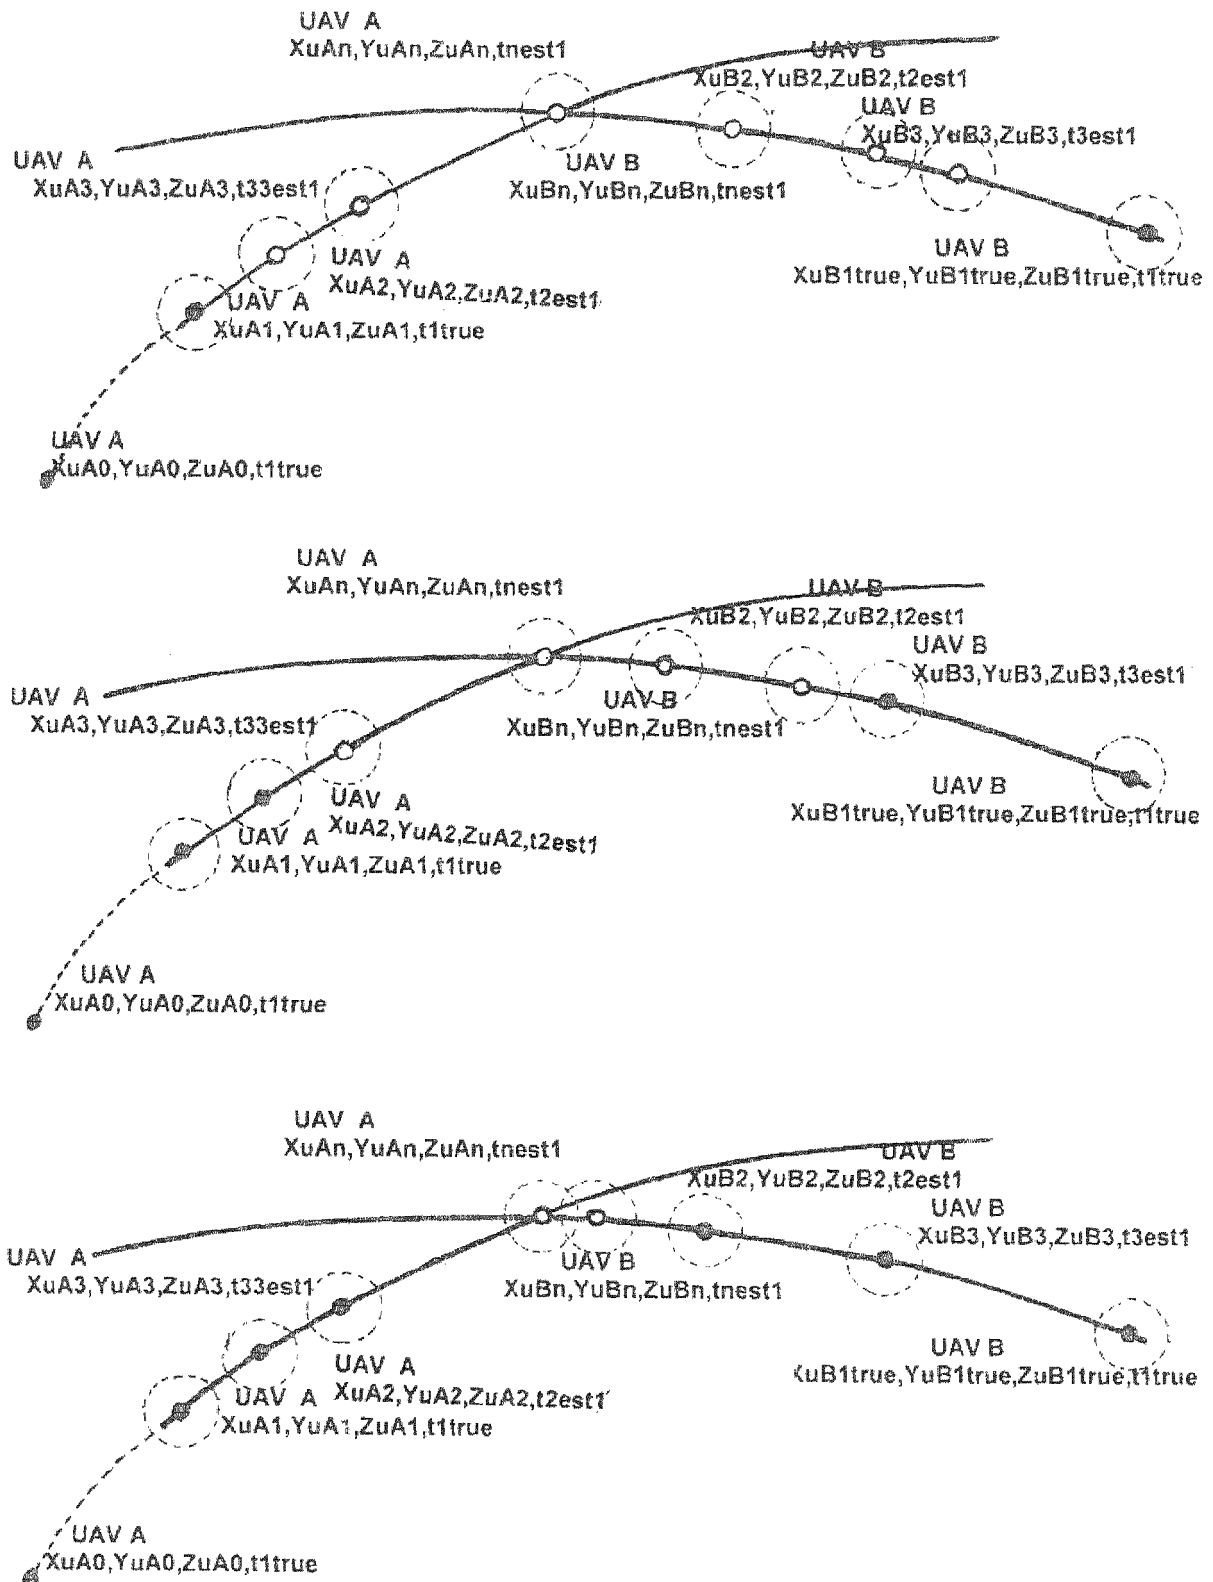 UAV A
XuAn,YuAn,ZuAn,tnest1
UAV B
XuB2,YuB2,ZuB2,t2est1
UAV B
XuB3,YuB3,ZuB3,t3est1
UAV A
XuA3,YuA3,ZuA3,t33est1
UAV B
XuBn,YuBn,ZuBn,tnest1
UAV B
XuB1true,YuB1true,ZuB1true,t1true
UAV A
XuA2,YuA2,ZuA2,t2est1
UAV A
XuA1,YuA1,ZuA1,t1true
UAV A
XuA0,YuA0,ZuA0,t1true
UAV A
XuAn,YuAn,ZuAn,tnest1
UAV B
XuB2,YuB2,ZuB2,t2est1
UAV B
XuB3,YuB3,ZuB3,t3est1
UAV A
XuA3,YuA3,ZuA3,t33est1
UAV B
XuBn,YuBn,ZuBn,tnest1
UAV B
XuB1true,YuB1true,ZuB1true,t1true
UAV A
XuA2,YuA2,ZuA2,t2est1
UAV A
XuA1,YuA1,ZuA1,t1true
UAV A
XuA0,YuA0,ZuA0,t1true
UAV A
XuAn,YuAn,ZuAn,tnest1
UAV B
XuB2,YuB2,ZuB2,t2est1
UAV B
XuB3,YuB3,ZuB3,t3est1
UAV A
XuA3,YuA3,ZuA3,t33est1
UAV B
XuBn,YuBn,ZuBn,tnest1
UAV B
XuB1true,YuB1true,ZuB1true,t1true
UAV A
XuA2,YuA2,ZuA2,t2est1
UAV A
XuA1,YuA1,ZuA1,t1true
UAV A
XuA0,YuA0,ZuA0,t1true